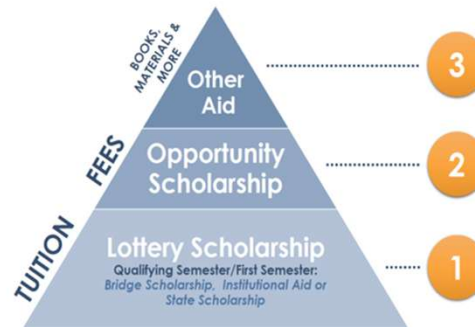 BOOKS,
MATERIALS &
MORE
Other
Aid
3
FEES
Opportunity
Scholarship
2
TUITION
Lottery Scholarship
Qualifying Semester/First Semester:
Bridge Scholarship, Institutional Aid or
State Scholarship
1